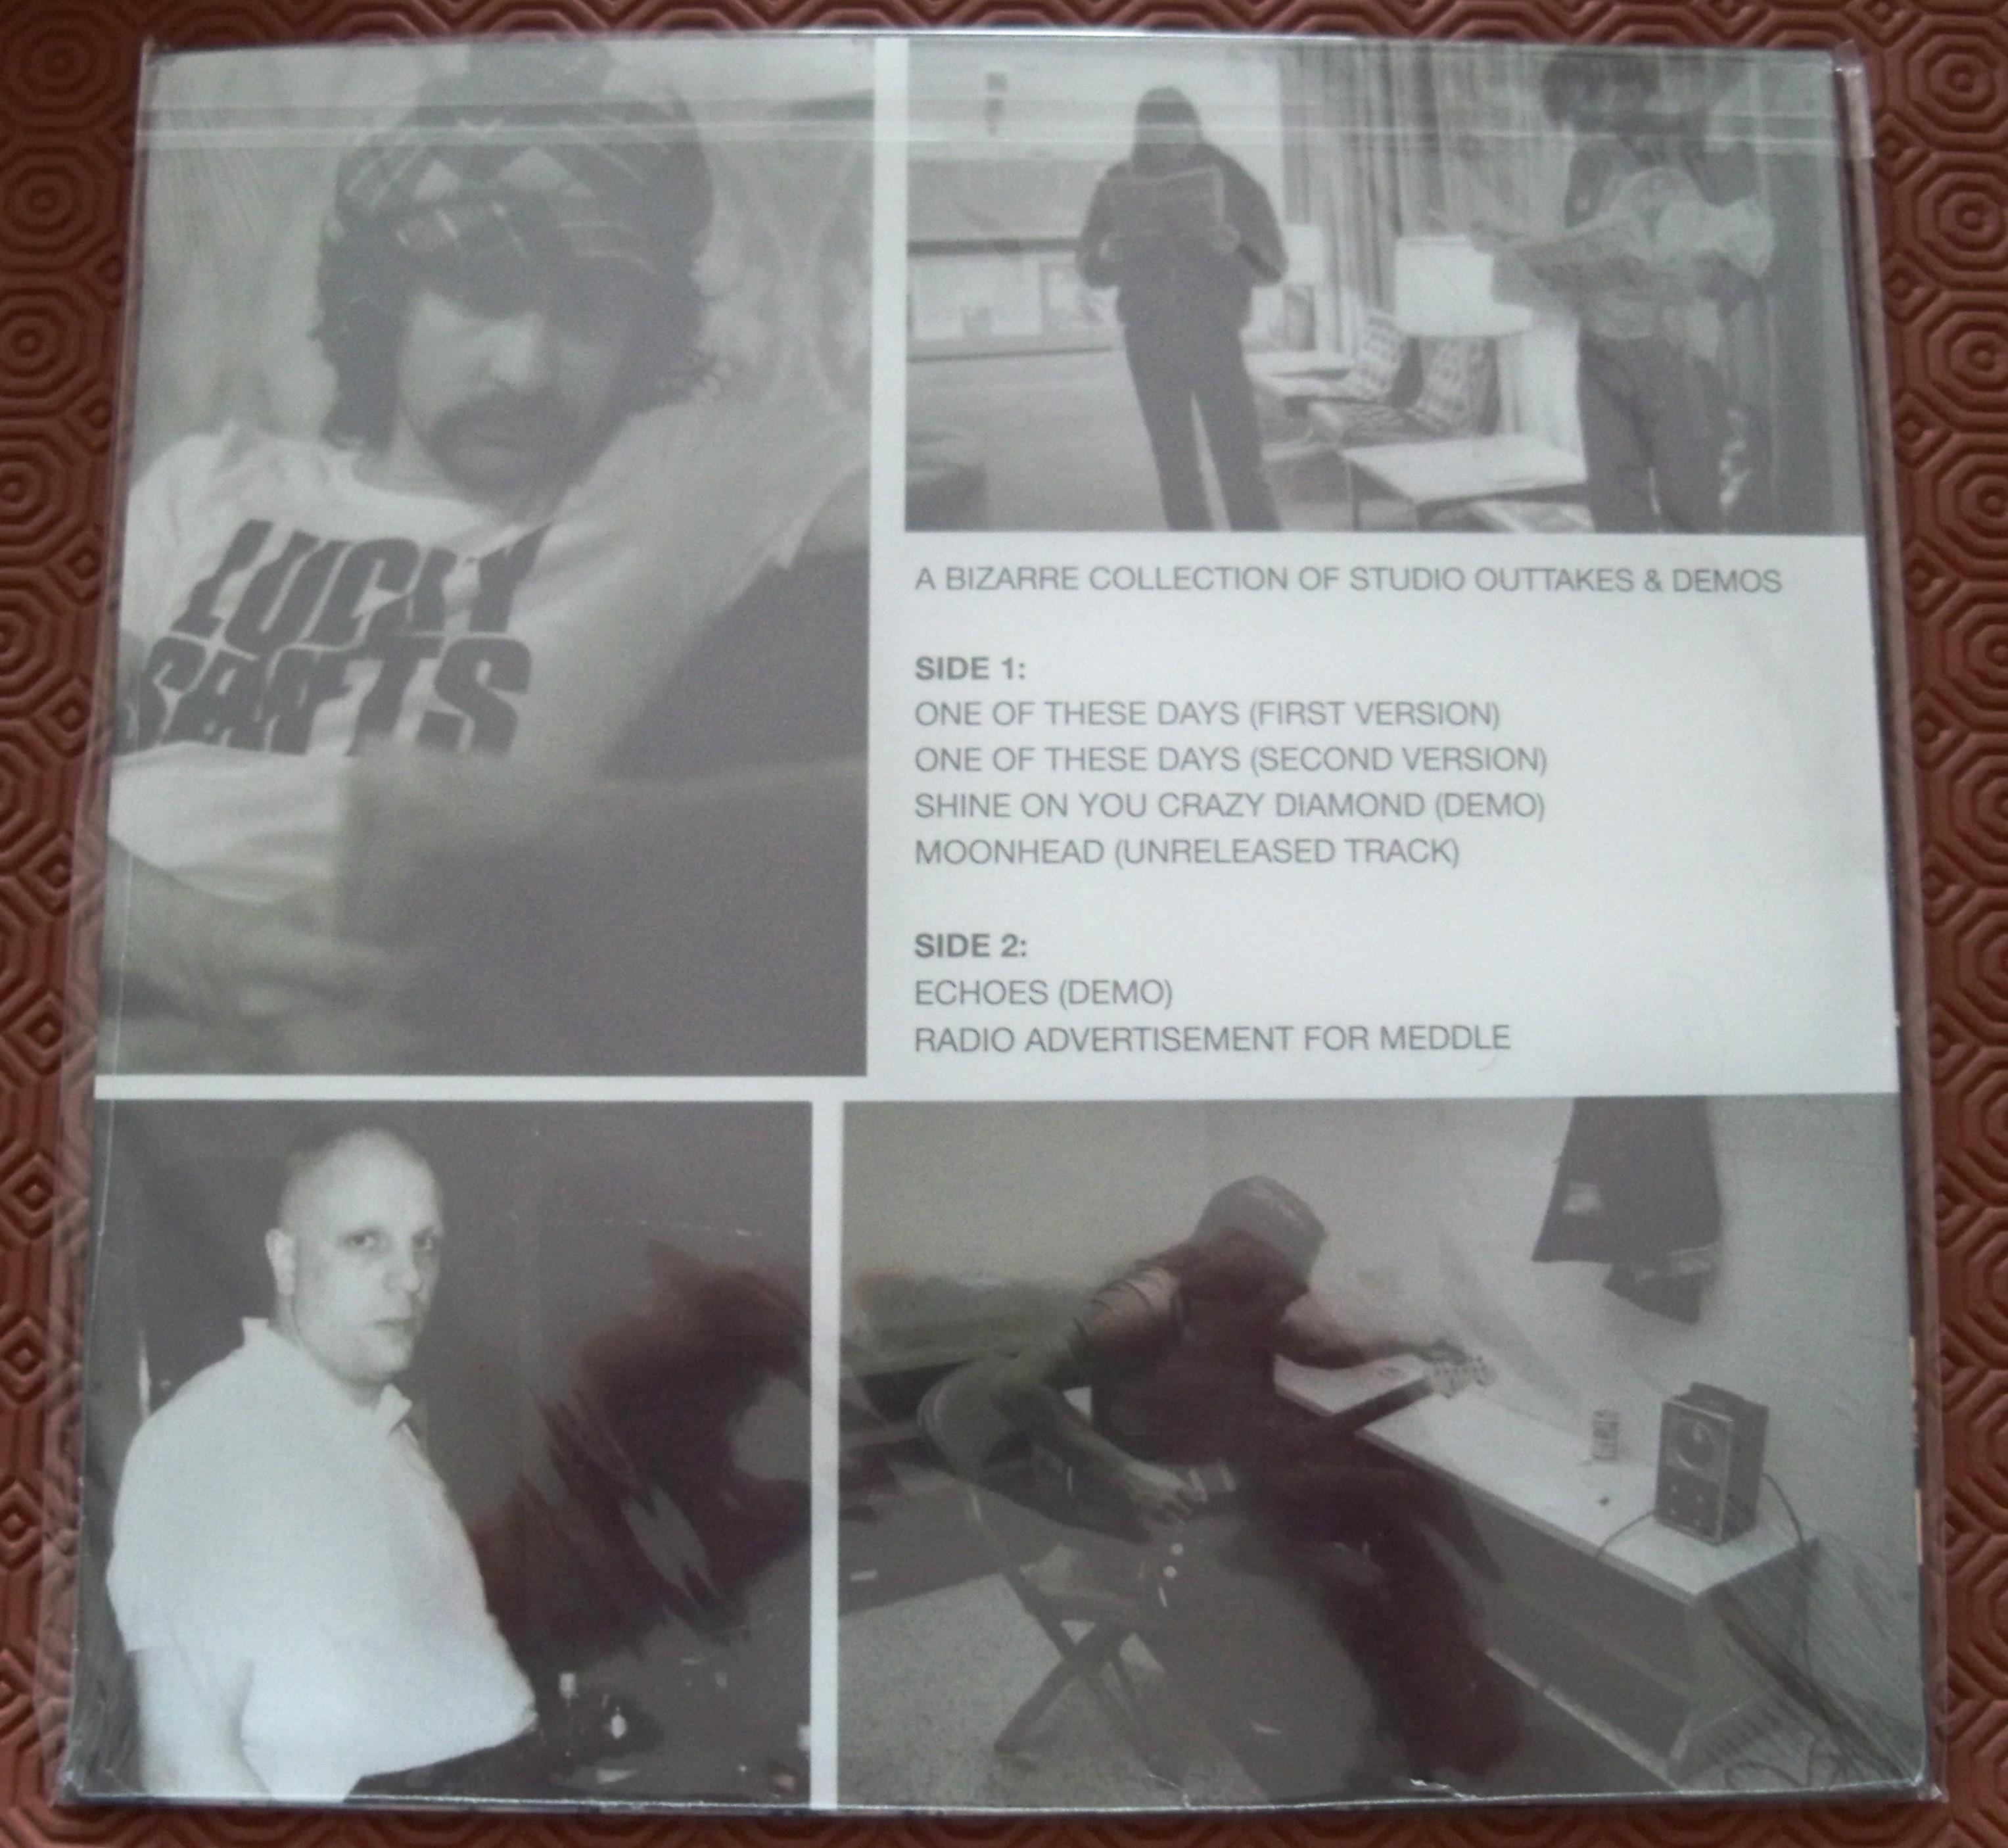 LUCKY
A BIZARRE COLLECTION OF STUDIO OUTTAKES & DEMOS
SIDE 1:
ONE OF THESE DAYS (FIRST VERSION)
ONE OF THESE DAYS (SECOND VERSION)
SHINE ON YOU CRAZY DIAMOND (DEMO)
MOONHEAD (UNRELEASED TRACK)
SIDE 2:
ECHOES (DEMO)
RADIO ADVERTISEMENT FOR MEDDLE